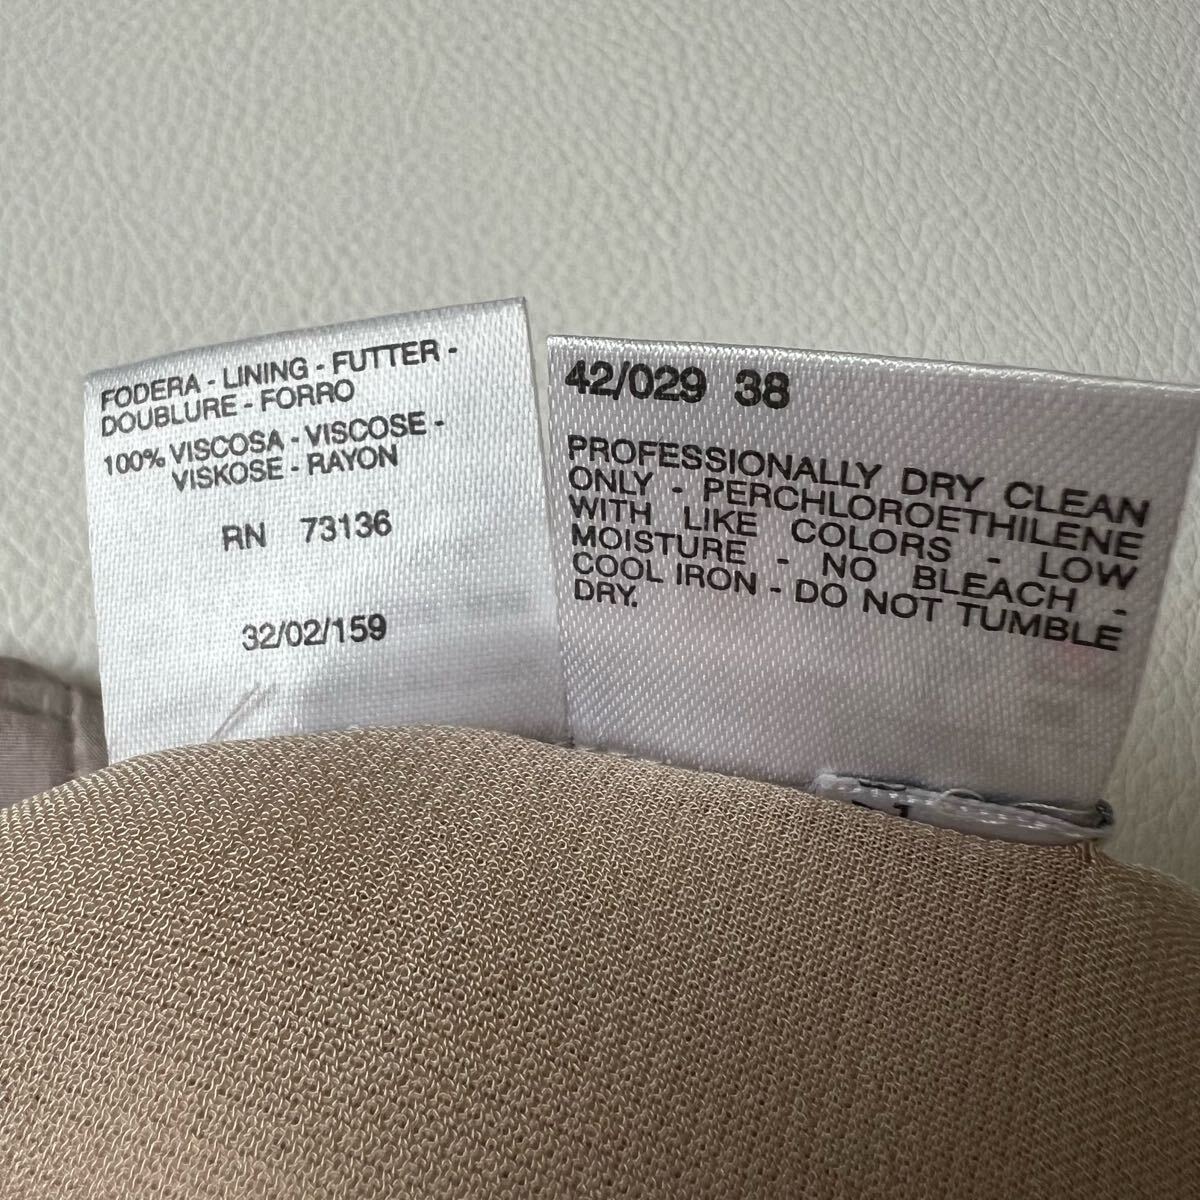 FODERA - LINING - FUTTER -
DOUBLURE - FORRO
100% VISCOSA - VISCOSE -
VISKOSE - RAYON
RN 73136
32/02/159
42/029 38
PROFESSIONALLY DRY CLEAN
ONLY - PERCHLOROETHILENE
WITH LIKE COLORS - LOW
MOISTURE - NO BLEACH -
COOL IRON - DO NOT TUMBLE
DRY.